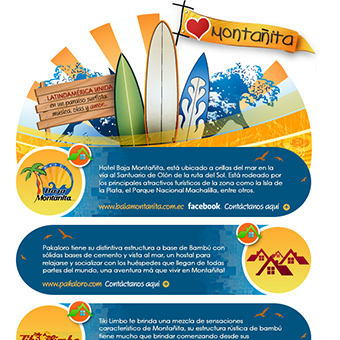 Montañita
LATINOAMÉRICA UNIDA
en un paraíso surfista
música, olas y amor...
Baja
Montañita
Hotel Baja Montañita, está ubicado a orillas del mar en la
vía al Santuario de Olón de la ruta del Sol. Está rodeado por
los principales atractivos turísticos de la zona como la Isla de
la Plata, el Parque Nacional Machalilla, entre otros.
www.bajamontanita.com.ec facebook. Contáctanos aquí
Pakaloro tiene su distintiva estructura a base de Bambú con
sólidas bases de cemento y vista al mar, un hostal para
relajarse y socializar con los huéspedes que llegan de todas
partes del mundo, una aventura má que vivir en Montañita!
www.pakaloro.com Contáctanos aquí
Tiki Limbo
Tiki Limbo te brinda una mezcla de sensaciones
característico de Montañita, su estructura rústica de bambú
tiene mucho que brindar comenzando desde sus